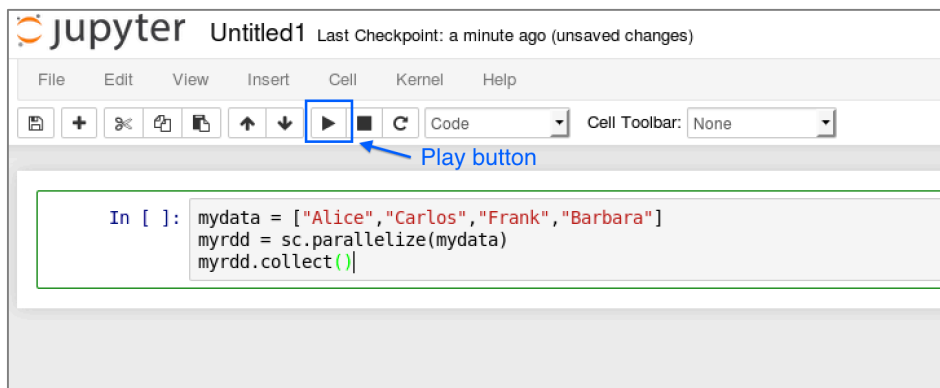 jupyter Untitled1 Last Checkpoint: a minute ago (unsaved changes)
File Edit View Insert Cell Kernel Help
Code Cell Toolbar: None
Play button
In [ ]: mydata = ["Alice","Carlos","Frank","Barbara"]
myrdd = sc.parallelize(mydata)
myrdd.collect()